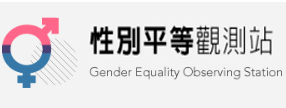 性別平等觀測站
Gender Equality Observing Station